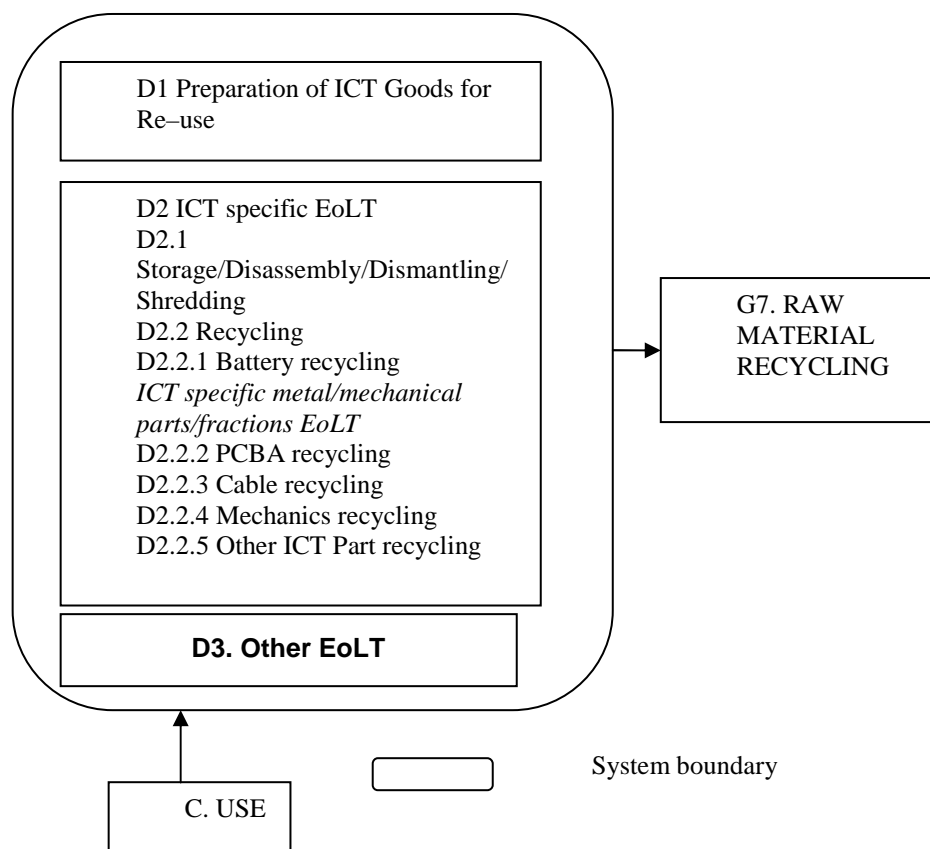 D1 Preparation of ICT Goods for
Re–use
D2 ICT specific EoLT
D2.1
Storage/Disassembly/Dismantling/
Shredding
D2.2 Recycling
D2.2.1 Battery recycling
ICT specific metal/mechanical
parts/fractions EoLT
D2.2.2 PCBA recycling
D2.2.3 Cable recycling
D2.2.4 Mechanics recycling
D2.2.5 Other ICT Part recycling
D3. Other EoLT
G7. RAW
MATERIAL
RECYCLING
C. USE
System boundary